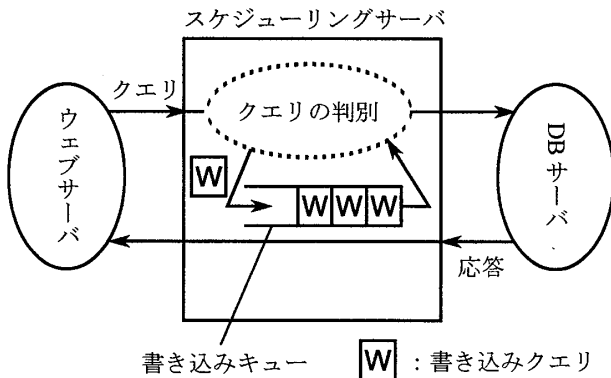 スケジューリングサーバ
クエリ
クエリの判別
ウェブサーバ
DBサーバ
W
W W W
応答
書き込みキュー
W : 書き込みクエリ